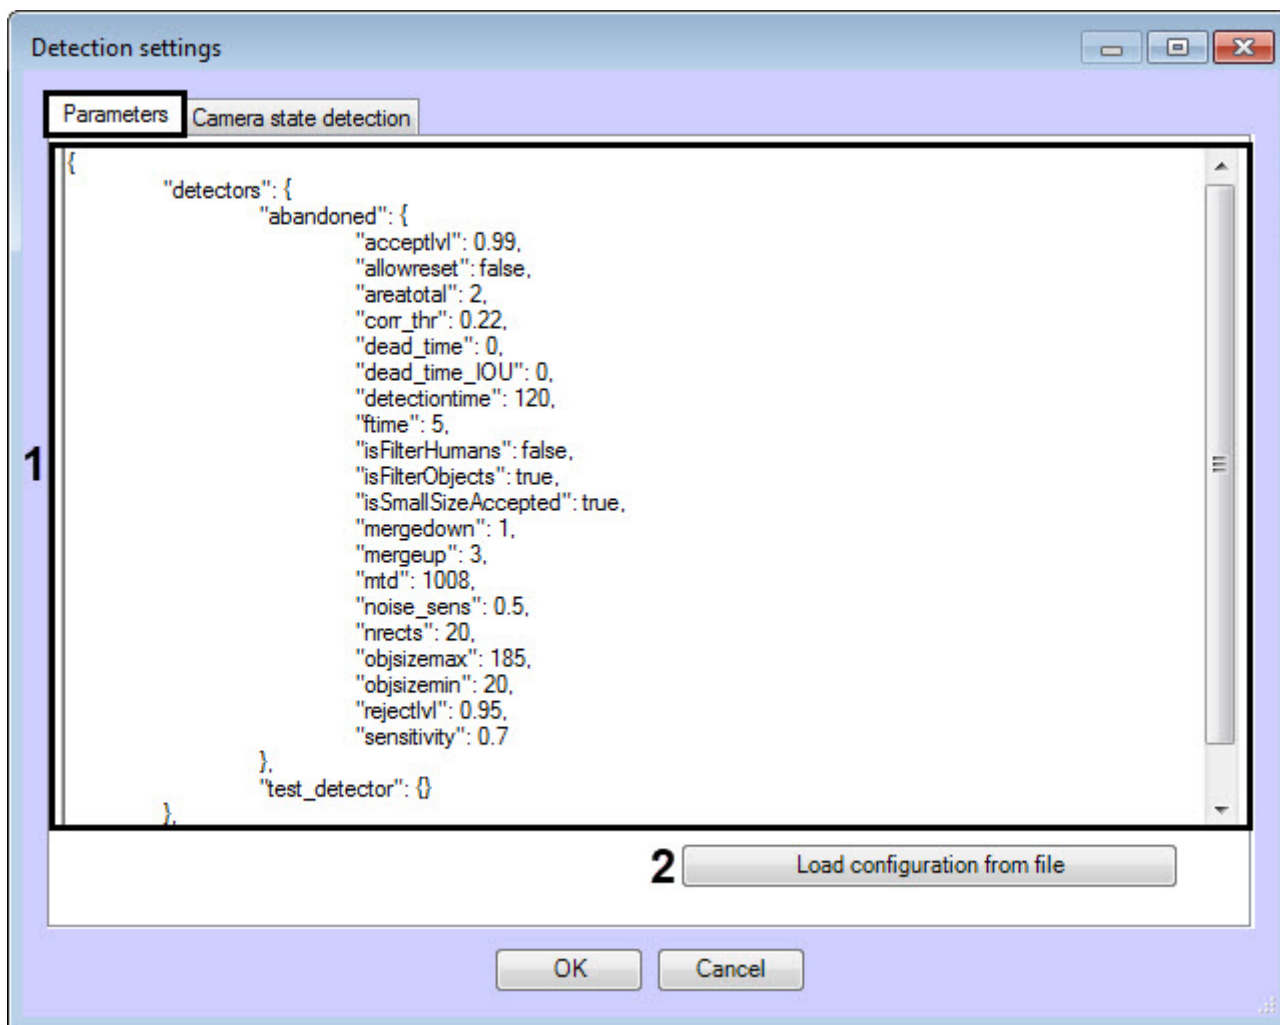 Detection settings
Parameters
Camera state detection
{
"detectors": {
"abandoned": {
"acceptlvl": 0.99,
"allowreset": false,
"areatotal": 2,
"corr_thr": 0.22,
"dead_time": 0,
"dead_time_IOU": 0,
"detectiontime": 120,
"ftime": 5,
"isFilterHumans": false,
"isFilterObjects": true,
"isSmallSizeAccepted": true,
"mergedown": 1,
"mergeup": 3,
"mtd": 1008,
"noise_sens": 0.5,
"nrects": 20,
"objsizemax": 185,
"objsizemin": 20,
"rejectlvl": 0.95,
"sensitivity": 0.7
},
"test_detector": {}
},
1
2
Load configuration from file
OK
Cancel